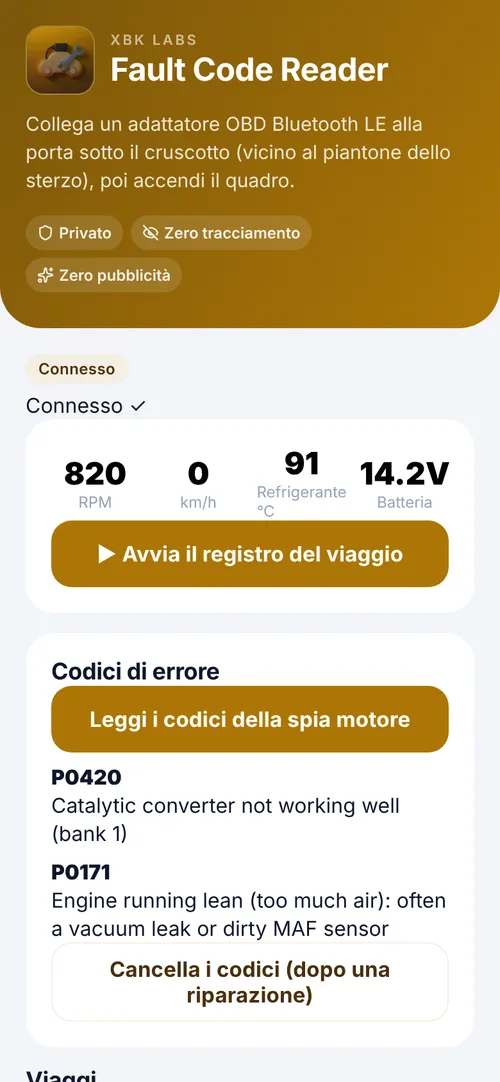 XBK LABS
Fault Code Reader
Collega un adattatore OBD Bluetooth LE alla
porta sotto il cruscotto (vicino al piantone dello
sterzo), poi accendi il quadro.
Privato
Zero tracciamento
Zero pubblicità
Connesso
Connesso ✓
820
RPM
0
km/h
91
Refrigerante
°C
14.2V
Batteria
▶ Avvia il registro del viaggio
Codici di errore
Leggi i codici della spia motore
P0420
Catalytic converter not working well
(bank 1)
P0171
Engine running lean (too much air): often
a vacuum leak or dirty MAF sensor
Cancella i codici (dopo una
riparazione)
Viaggi